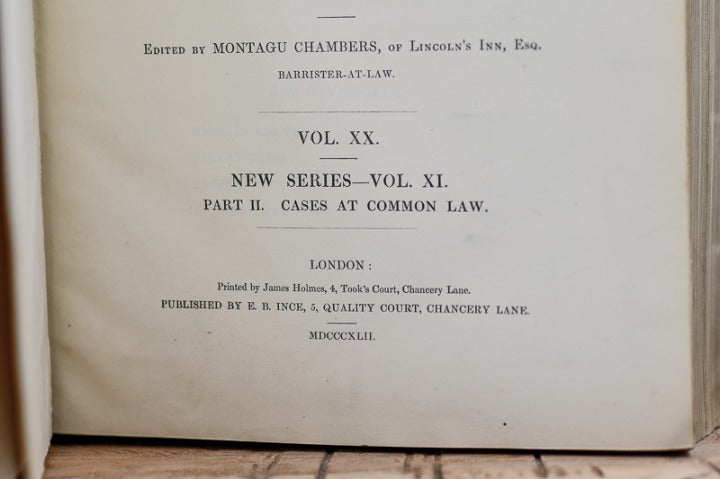 EDITED BY MONTAGU CHAMBERS, OF LINCOLN'S INN, ESQ.
BARRISTER-AT-LAW.
VOL. XX.
NEW SERIES—VOL. XI.
PART II. CASES AT COMMON LAW.
LONDON:
Printed by James Holmes, 4, Took's Court, Chancery Lane.
PUBLISHED BY E. B. INCE, 5, QUALITY COURT, CHANCERY LANE.
MDCCCXLII.